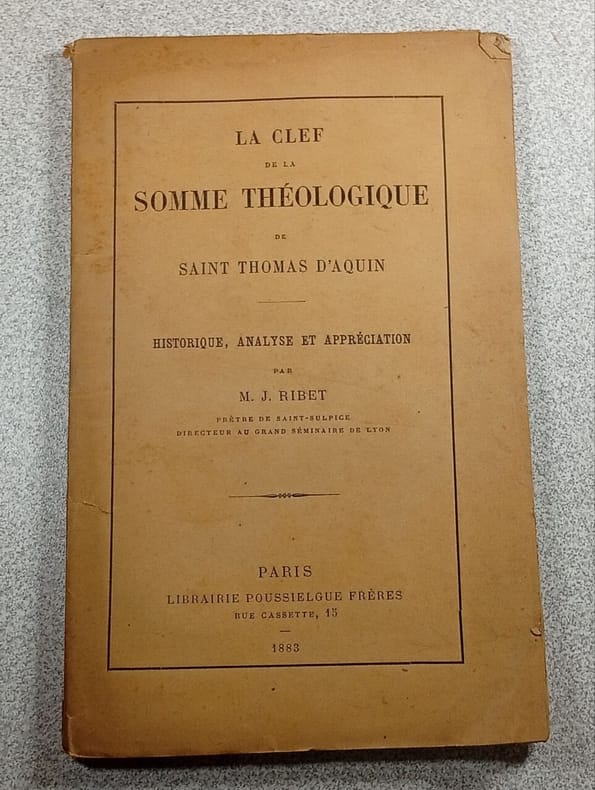 LA CLEF
DE LA
SOMME THÉOLOGIQUE
DE
SAINT THOMAS D'AQUIN
HISTORIQUE, ANALYSE ET APPRÉCIATION
PAR
M. J. RIBET
PRÊTRE DE SAINT-SULPICE
DIRECTEUR AU GRAND SÉMINAIRE DE LYON
PARIS
LIBRAIRIE POUSSIELGUE FRÈRES
RUE CASSETTE, 15
1883